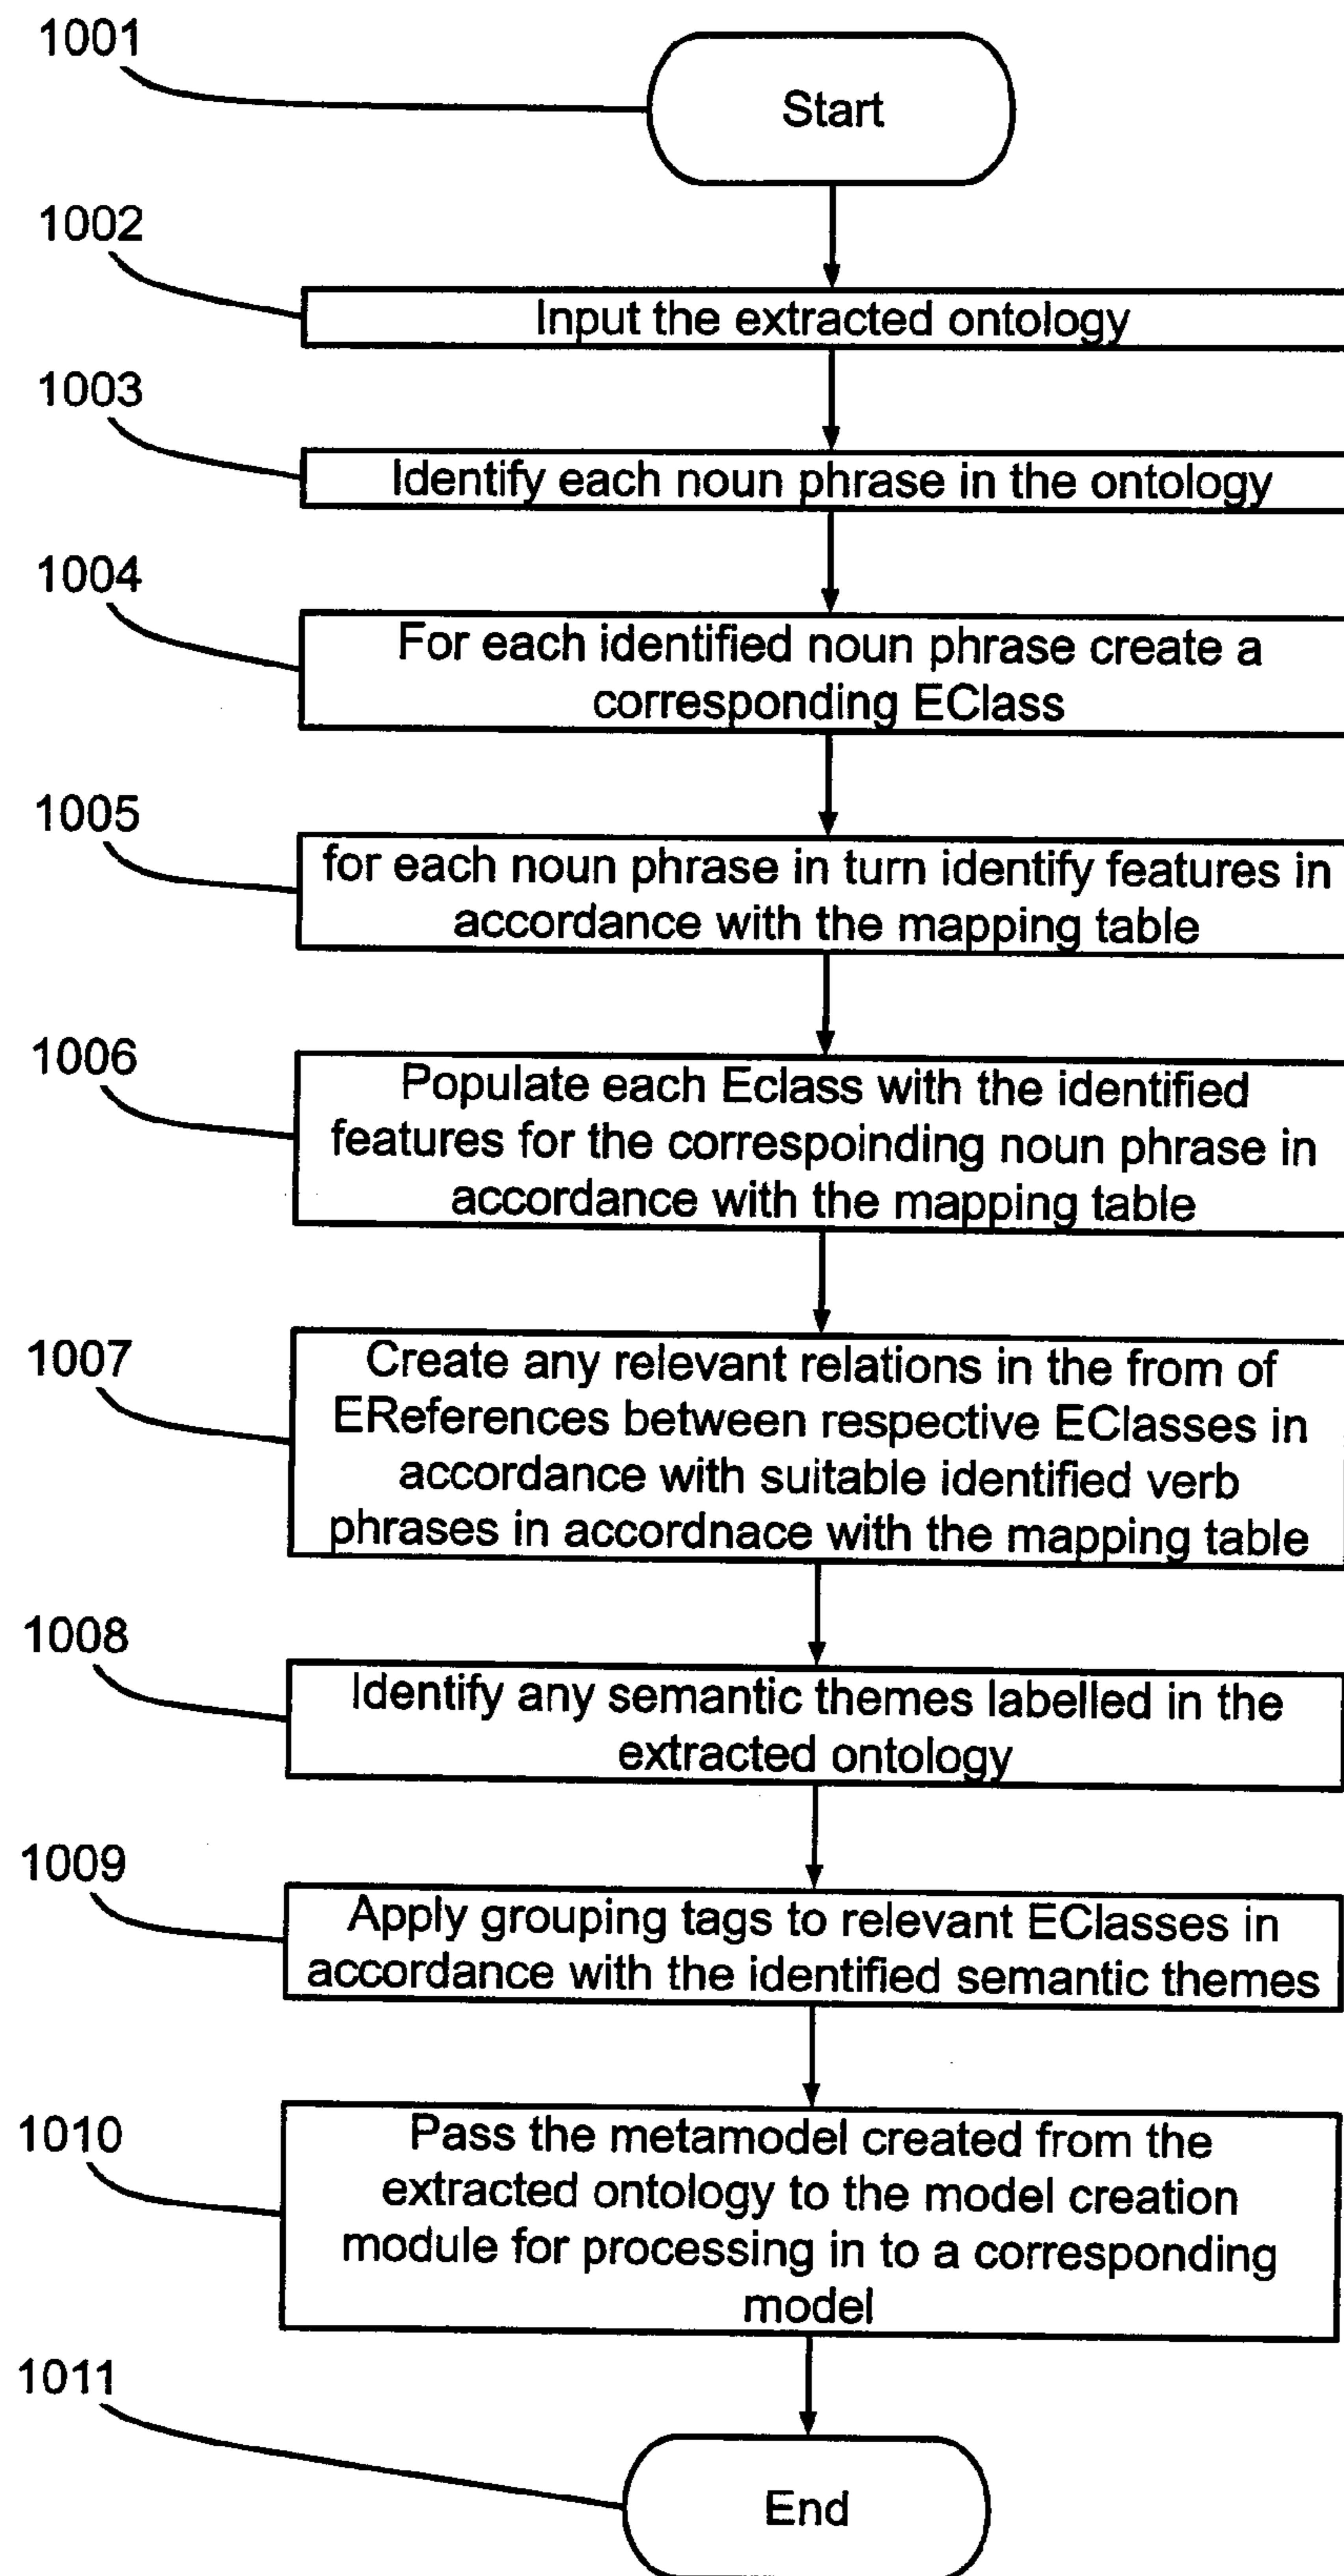 1001
Start
1002
Input the extracted ontology
1003
Identify each noun phrase in the ontology
1004
For each identified noun phrase create a
corresponding EClass
1005
for each noun phrase in turn identify features in
accordance with the mapping table
1006
Populate each Eclass with the identified
features for the correspoinding noun phrase in
accordance with the mapping table
1007
Create any relevant relations in the from of
EReferences between respective EClasses in
accordance with suitable identified verb
phrases in accordnace with the mapping table
1008
Identify any semantic themes labelled in the
extracted ontology
1009
Apply grouping tags to relevant EClasses in
accordance with the identified semantic themes
1010
Pass the metamodel created from the
extracted ontology to the model creation
module for processing in to a corresponding
model
1011
End